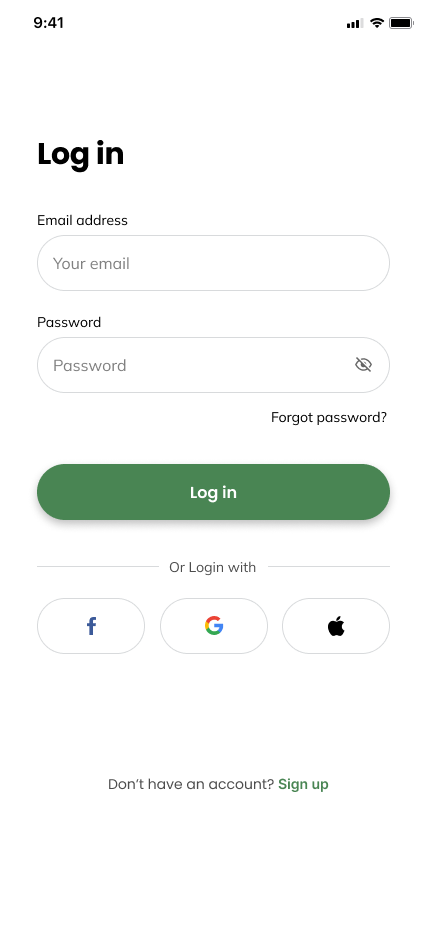 9:41
Log in
Email address
Your email
Password
Password
Forgot password?
Log in
Or Login with
Don’t have an account? Sign up